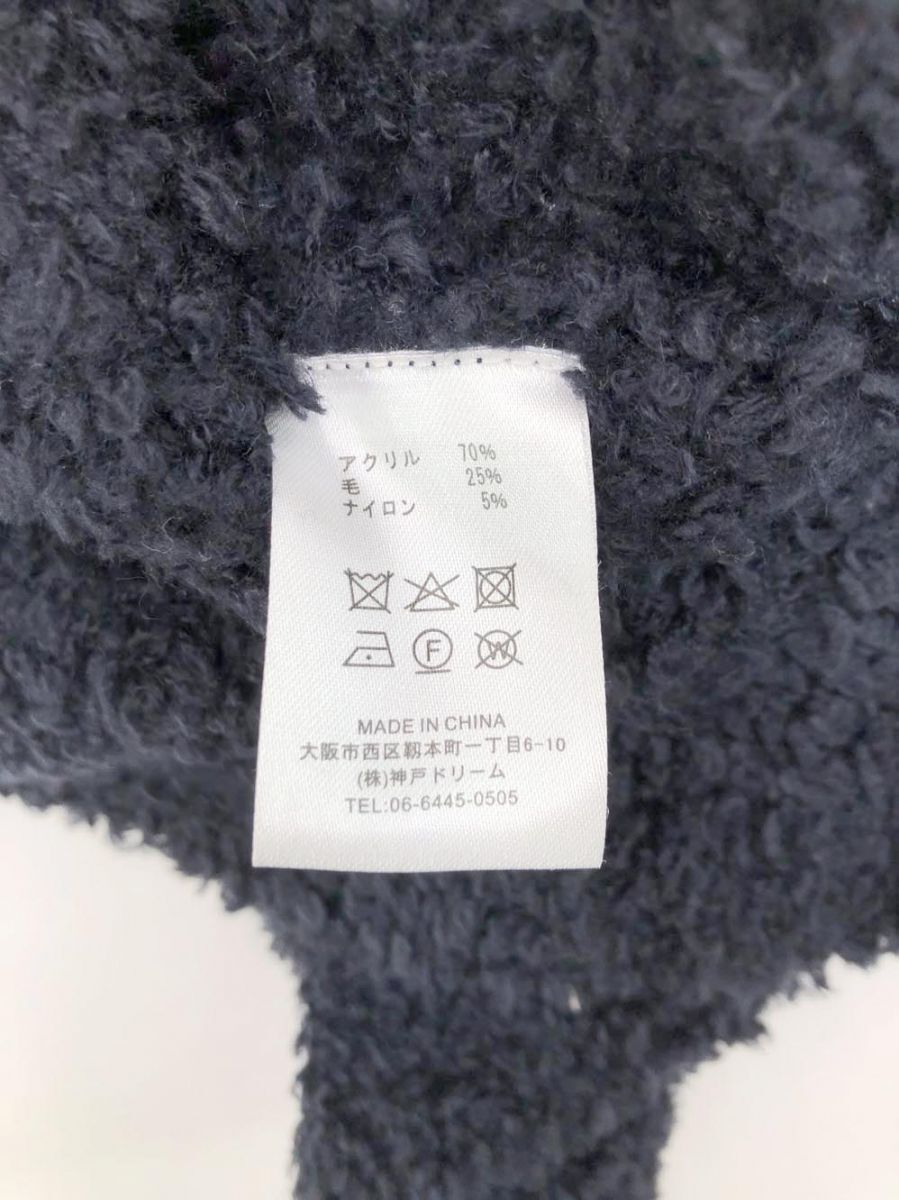 アクリル 70%
毛 25%
ナイロン 5%
F W
MADE IN CHINA
大阪市西区靭本町一丁目6-10
(株)神戸ドリーム
TEL:06-6445-0505